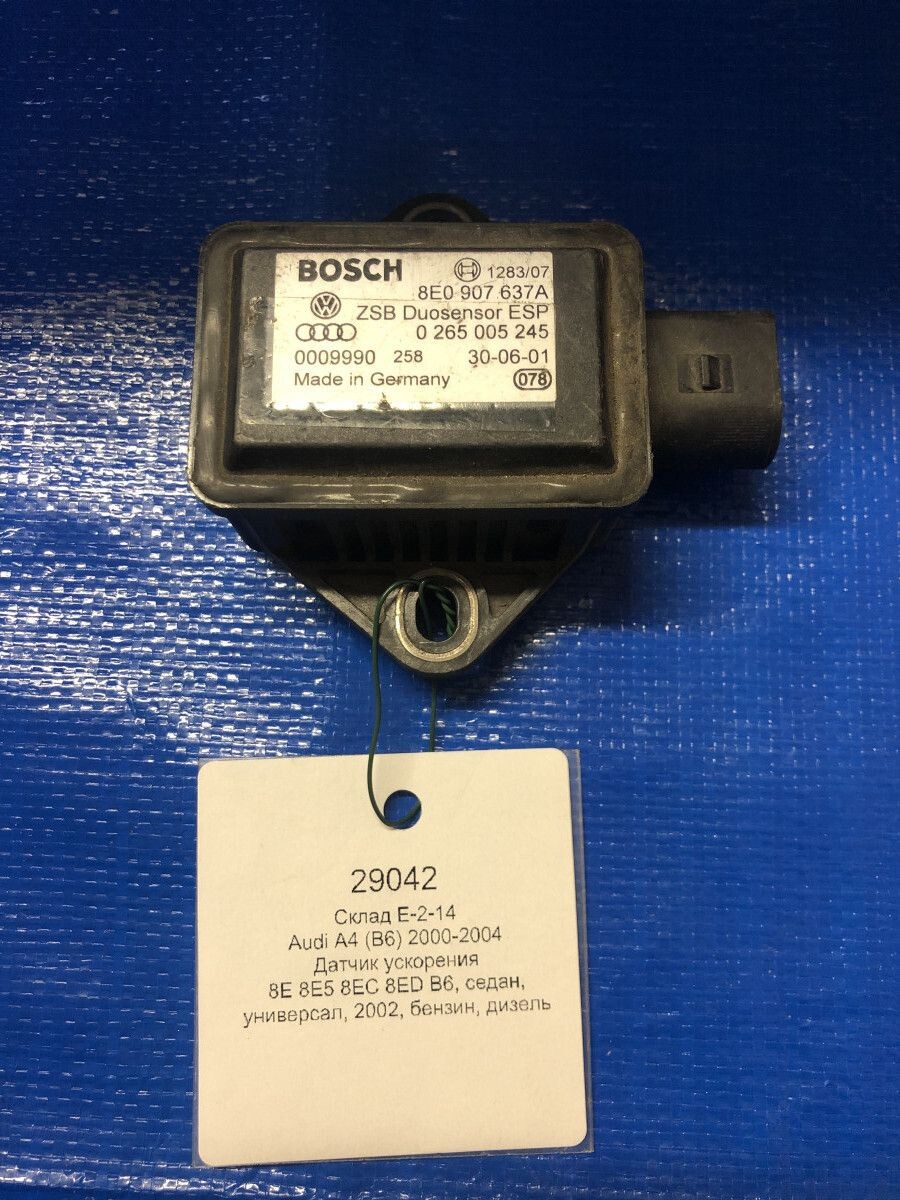 BOSCH 1283/07
8E0 907 637A
ZSB Duosensor ESP
0 265 005 245
0009990 258 30-06-01
Made in Germany 078
29042
Склад Е-2-14
Audi A4 (B6) 2000-2004
Датчик ускорения
8E 8E5 8EC 8ED B6, седан,
универсал, 2002, бензин, дизель